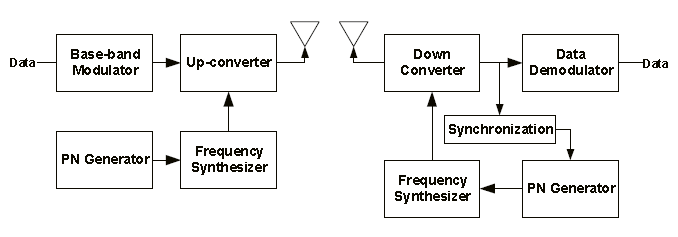 Data
Base-band
Modulator
Up-converter
PN Generator
Frequency
Synthesizer
Down
Converter
Data
Demodulator
Data
Synchronization
Frequency
Synthesizer
PN Generator